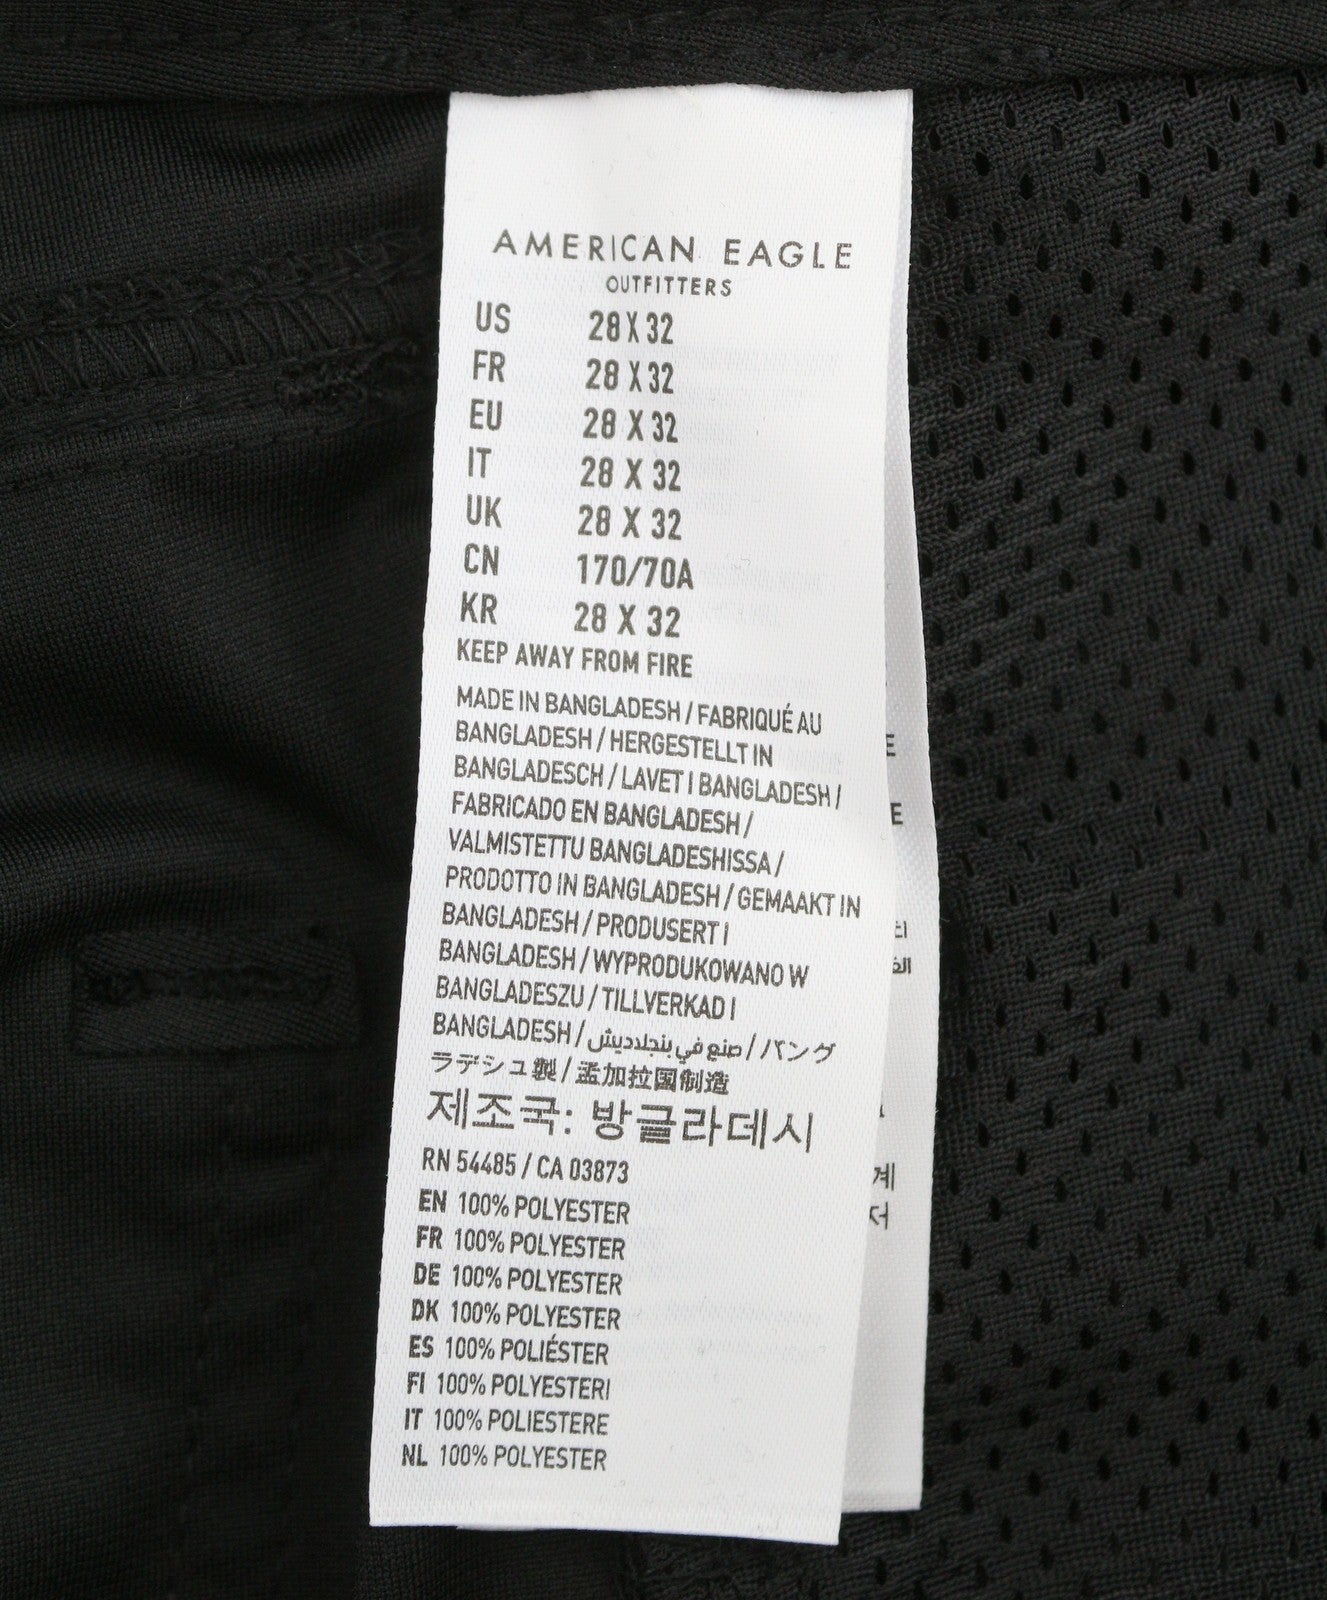 AMERICAN EAGLE
OUTFITTERS
US 28 X 32
FR 28 X 32
EU 28 X 32
IT 28 X 32
UK 28 X 32
CN 170/70A
KR 28 X 32
KEEP AWAY FROM FIRE
MADE IN BANGLADESH / FABRIQUÉ AU
BANGLADESH / HERGESTELLT IN
BANGLADESCH / LAVET I BANGLADESH /
FABRICADO EN BANGLADESH /
VALMISTETTU BANGLADESHISSA /
PRODOTTO IN BANGLADESH / GEMAAKT IN
BANGLADESH / PRODUSERT I
BANGLADESH / WYPRODUKOWANO W
BANGLADESZU / TILLVERKAD I
BANGLADESH / صنع في بنجلاديش / バング
ラデシュ製 / 孟加拉国制造
제조국: 방글라데시
RN 54485 / CA 03873
EN 100% POLYESTER
FR 100% POLYESTER
DE 100% POLYESTER
DK 100% POLYESTER
ES 100% POLIÉSTER
FI 100% POLYESTERI
IT 100% POLIESTERE
NL 100% POLYESTER